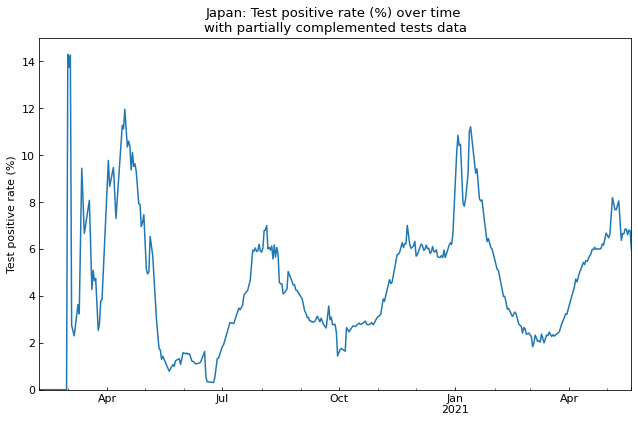 Japan: Test positive rate (%) over time
with partially complemented tests data
Test positive rate (%)
14
12
10
8
6
4
2
0
Apr
Jul
Oct
Jan
2021
Apr